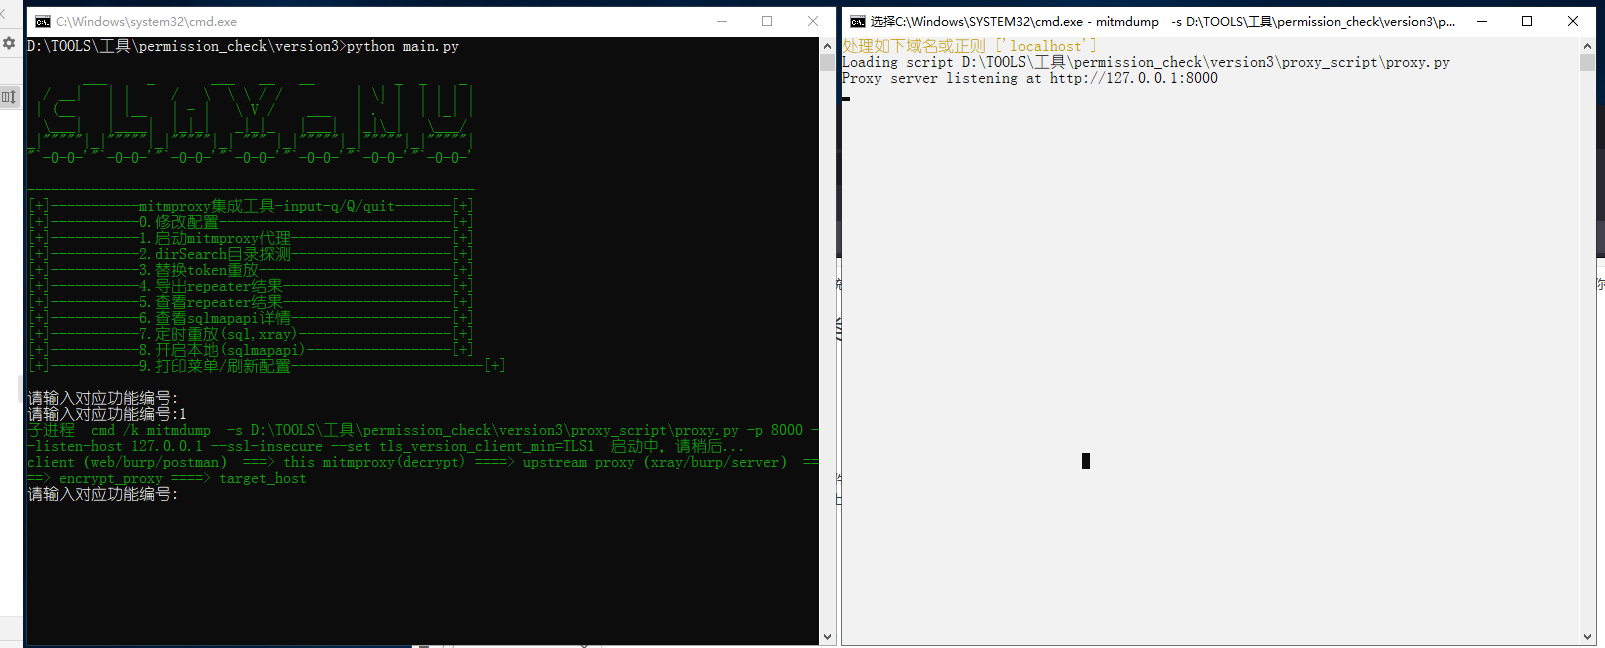 C:\Windows\system32\cmd.exe
D:\TOOLS\工具\permission_check\version3>python main.py
[+]-----------mitmproxy集成工具-input-q/Q/quit-------[+]
[+]-----------0.修改配置-----------------------------[+]
[+]-----------1.启动mitmproxy代理--------------------[+]
[+]-----------2.dirSearch目录探测--------------------[+]
[+]-----------3.替换token重放------------------------[+]
[+]-----------4.导出repeater结果---------------------[+]
[+]-----------5.查看repeater结果---------------------[+]
[+]-----------6.查看sqlmapapi详情--------------------[+]
[+]-----------7.定时重放(sql,xray)-------------------[+]
[+]-----------8.开启本地(sqlmapapi)------------------[+]
[+]-----------9.打印菜单/刷新配置------------------------[+]
请输入对应功能编号:
请输入对应功能编号:1
子进程  cmd /k mitmdump  -s D:\TOOLS\工具\permission_check\version3\proxy_script\proxy.py -p 8000 -
-listen-host 127.0.0.1 --ssl-insecure --set tls_version_client_min=TLS1  启动中，请稍后...
client (web/burp/postman)  ===> this mitmproxy(decrypt) ====> upstream proxy (xray/burp/server)  ==
==> encrypt_proxy ====> target_host
请输入对应功能编号:
选择C:\Windows\SYSTEM32\cmd.exe - mitmdump  -s D:\TOOLS\工具\permission_check\version3\p...
处理如下域名或正则 ['localhost']
Loading script D:\TOOLS\工具\permission_check\version3\proxy_script\proxy.py
Proxy server listening at http://127.0.0.1:8000